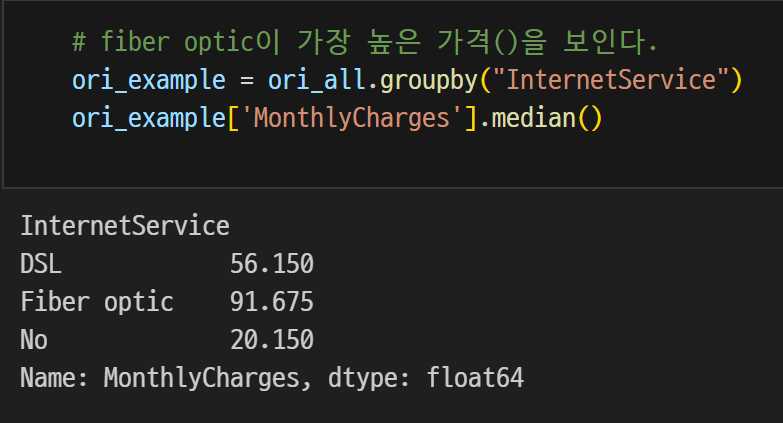 # fiber optic이 가장 높은 가격()을 보인다.
ori_example = ori_all.groupby("InternetService")
ori_example['MonthlyCharges'].median()
InternetService
DSL 56.150
Fiber optic 91.675
No 20.150
Name: MonthlyCharges, dtype: float64